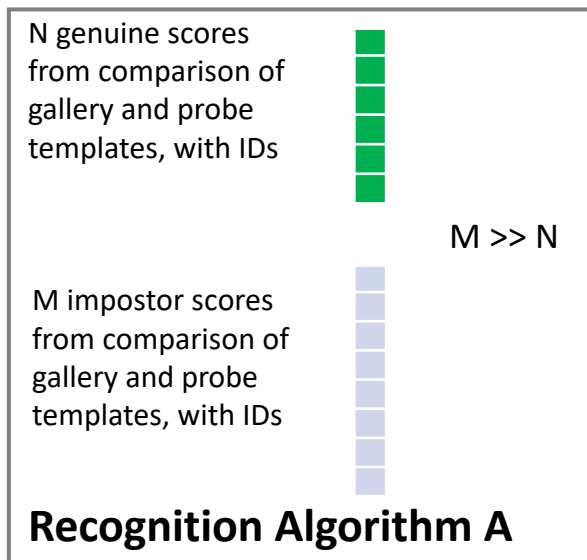 N genuine scores
from comparison of
gallery and probe
templates, with IDs
M >> N
M impostor scores
from comparison of
gallery and probe
templates, with IDs
Recognition Algorithm A